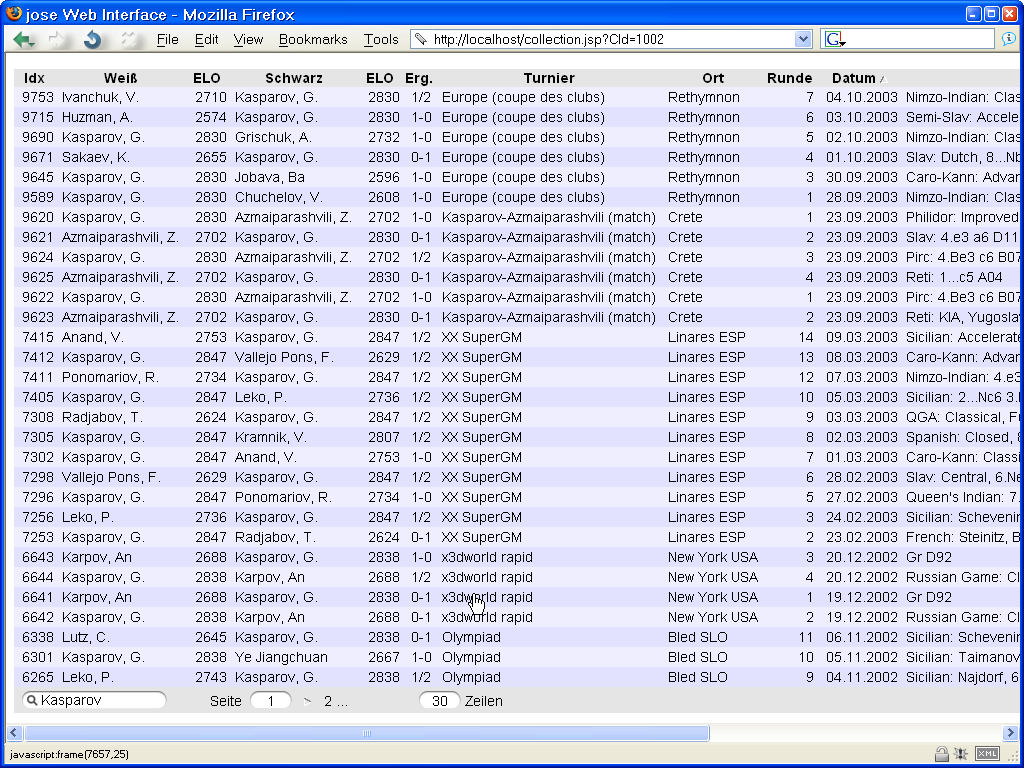 jose Web Interface - Mozilla Firefox
File Edit View Bookmarks Tools http://localhost/collection.jsp?CId=1002 G
Idx Weiß ELO Schwarz ELO Erg. Turnier Ort Runde Datum
9753 Ivanchuk, V. 2710 Kasparov, G. 2830 1/2 Europe (coupe des clubs) Rethymnon 7 04.10.2003 Nimzo-Indian: Clas
9715 Huzman, A. 2574 Kasparov, G. 2830 1-0 Europe (coupe des clubs) Rethymnon 6 03.10.2003 Semi-Slav: Accele
9690 Kasparov, G. 2830 Grischuk, A. 2732 1-0 Europe (coupe des clubs) Rethymnon 5 02.10.2003 Nimzo-Indian: Clas
9671 Sakaev, K. 2655 Kasparov, G. 2830 0-1 Europe (coupe des clubs) Rethymnon 4 01.10.2003 Slav: Dutch, 8...Nb
9645 Kasparov, G. 2830 Jobava, Ba 2596 1-0 Europe (coupe des clubs) Rethymnon 3 30.09.2003 Caro-Kann: Advan
9589 Kasparov, G. 2830 Chuchelov, V. 2608 1-0 Europe (coupe des clubs) Rethymnon 1 28.09.2003 Nimzo-Indian: Clas
9620 Kasparov, G. 2830 Azmaiparashvili, Z. 2702 1-0 Kasparov-Azmaiparashvili (match) Crete 1 23.09.2003 Philidor: Improved
9621 Azmaiparashvili, Z. 2702 Kasparov, G. 2830 0-1 Kasparov-Azmaiparashvili (match) Crete 2 23.09.2003 Slav: 4.e3 a6 D11
9624 Kasparov, G. 2830 Azmaiparashvili, Z. 2702 1/2 Kasparov-Azmaiparashvili (match) Crete 3 23.09.2003 Pirc: 4.Be3 c6 B07
9625 Azmaiparashvili, Z. 2702 Kasparov, G. 2830 0-1 Kasparov-Azmaiparashvili (match) Crete 4 23.09.2003 Reti: 1...c5 A04
9622 Kasparov, G. 2830 Azmaiparashvili, Z. 2702 1-0 Kasparov-Azmaiparashvili (match) Crete 1 23.09.2003 Pirc: 4.Be3 c6 B07
9623 Azmaiparashvili, Z. 2702 Kasparov, G. 2830 0-1 Kasparov-Azmaiparashvili (match) Crete 2 23.09.2003 Reti: KIA, Yugosla
7415 Anand, V. 2753 Kasparov, G. 2847 1/2 XX SuperGM Linares ESP 14 09.03.2003 Sicilian: Accelerate
7412 Kasparov, G. 2847 Vallejo Pons, F. 2629 1/2 XX SuperGM Linares ESP 13 08.03.2003 Caro-Kann: Advan
7411 Ponomariov, R. 2734 Kasparov, G. 2847 1/2 XX SuperGM Linares ESP 12 07.03.2003 Nimzo-Indian: 4.e3
7405 Kasparov, G. 2847 Leko, P. 2736 1/2 XX SuperGM Linares ESP 10 05.03.2003 Sicilian: 2...Nc6 3.
7308 Radjabov, T. 2624 Kasparov, G. 2847 1/2 XX SuperGM Linares ESP 9 03.03.2003 QGA: Classical, F
7305 Kasparov, G. 2847 Kramnik, V. 2807 1/2 XX SuperGM Linares ESP 8 02.03.2003 Spanish: Closed, 
7302 Kasparov, G. 2847 Anand, V. 2753 1-0 XX SuperGM Linares ESP 7 01.03.2003 Caro-Kann: Classi
7298 Vallejo Pons, F. 2629 Kasparov, G. 2847 1/2 XX SuperGM Linares ESP 6 28.02.2003 Slav: Central, 6.Ne
7296 Kasparov, G. 2847 Ponomariov, R. 2734 1-0 XX SuperGM Linares ESP 5 27.02.2003 Queen's Indian: 7.
7256 Leko, P. 2736 Kasparov, G. 2847 1/2 XX SuperGM Linares ESP 3 24.02.2003 Sicilian: Schevenin
7253 Kasparov, G. 2847 Radjabov, T. 2624 0-1 XX SuperGM Linares ESP 2 23.02.2003 French: Steinitz, B
6643 Karpov, An 2688 Kasparov, G. 2838 1-0 x3dworld rapid New York USA 3 20.12.2002 Gr D92
6644 Kasparov, G. 2838 Karpov, An 2688 1/2 x3dworld rapid New York USA 4 20.12.2002 Russian Game: Cl
6641 Karpov, An 2688 Kasparov, G. 2838 0-1 x3dworld rapid New York USA 1 19.12.2002 Gr D92
6642 Kasparov, G. 2838 Karpov, An 2688 0-1 x3dworld rapid New York USA 2 19.12.2002 Russian Game: Cl
6338 Lutz, C. 2645 Kasparov, G. 2838 0-1 Olympiad Bled SLO 11 06.11.2002 Sicilian: Schevenin
6301 Kasparov, G. 2838 Ye Jiangchuan 2667 1-0 Olympiad Bled SLO 10 05.11.2002 Sicilian: Taimanov
6265 Leko, P. 2743 Kasparov, G. 2838 1/2 Olympiad Bled SLO 9 04.11.2002 Sicilian: Najdorf, 6
Kasparov Seite 1 > 2 ... 30 Zeilen
javascript:frame(7657,25) XML